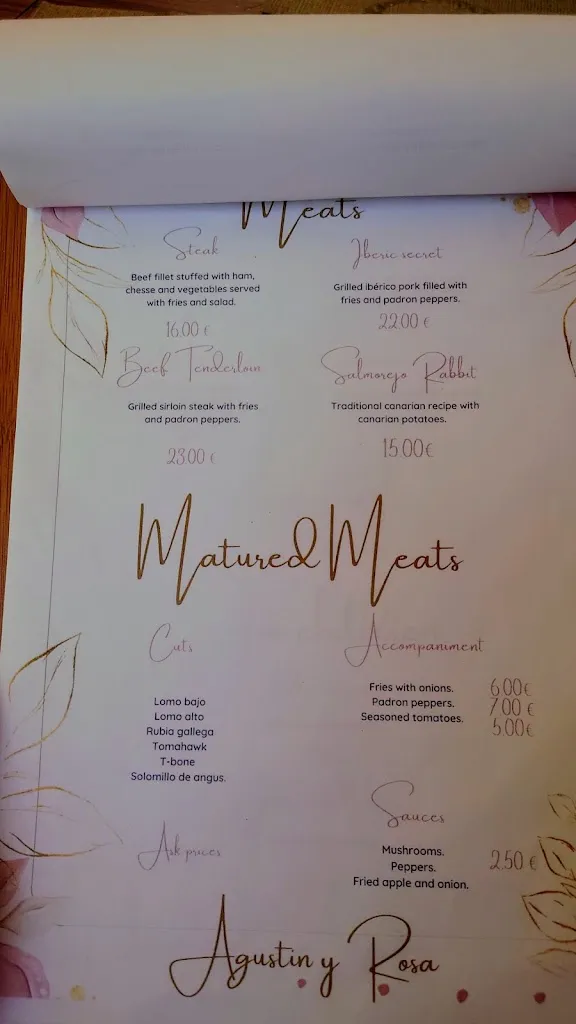 Meats
Steak
Beef fillet stuffed with ham,
chesse and vegetables served
with fries and salad.
16.00 €
Iberic secret
Grilled ibérico pork filled with
fries and padron peppers.
22.00 €
Beef Tenderloin
Grilled sirloin steak with fries
and padron peppers.
23.00 €
Salmorejo Rabbit
Traditional canarian recipe with
canarian potatoes.
15.00€
Matured Meats
Cuts
Lomo bajo
Lomo alto
Rubia gallega
Tomahawk
T-bone
Solomillo de angus.
Ask prices
Accompaniment
Fries with onions. 6.00€
Padron peppers. 7.00 €
Seasoned tomatoes. 5.00€
Sauces
Mushrooms.
Peppers. 2.50 €
Fried apple and onion.
Agustin y Rosa